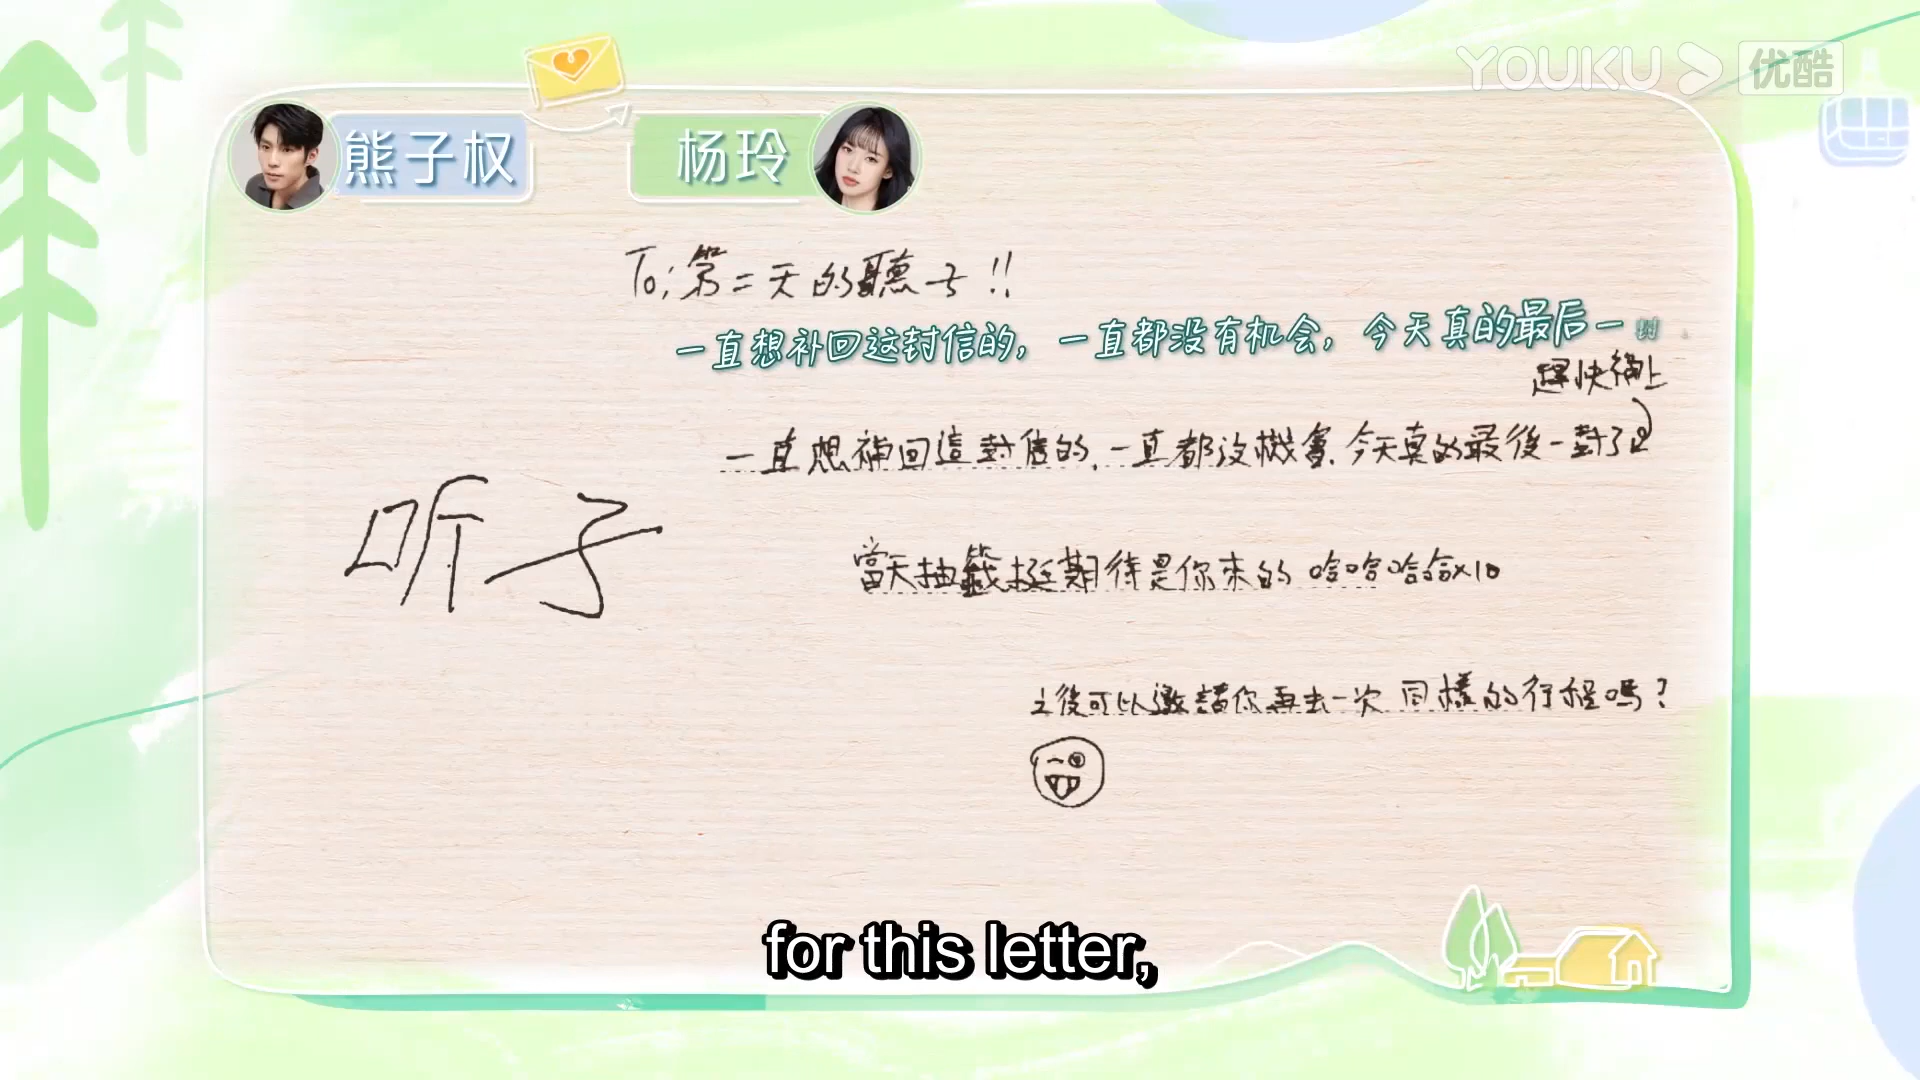 YOUKU 优酷
熊子权
杨玲
To:第二天的聽子!!
一直想补回这封信的,一直都没有机会,今天真的最后一封
趕快補上
一直想補回這封信的,一直都沒機會,今天真的最後一封了
當天抽籤挺期待是你來的 哈哈哈哈x10
之後可以邀請你再去一次同樣的行程嗎?
听子
for this letter,